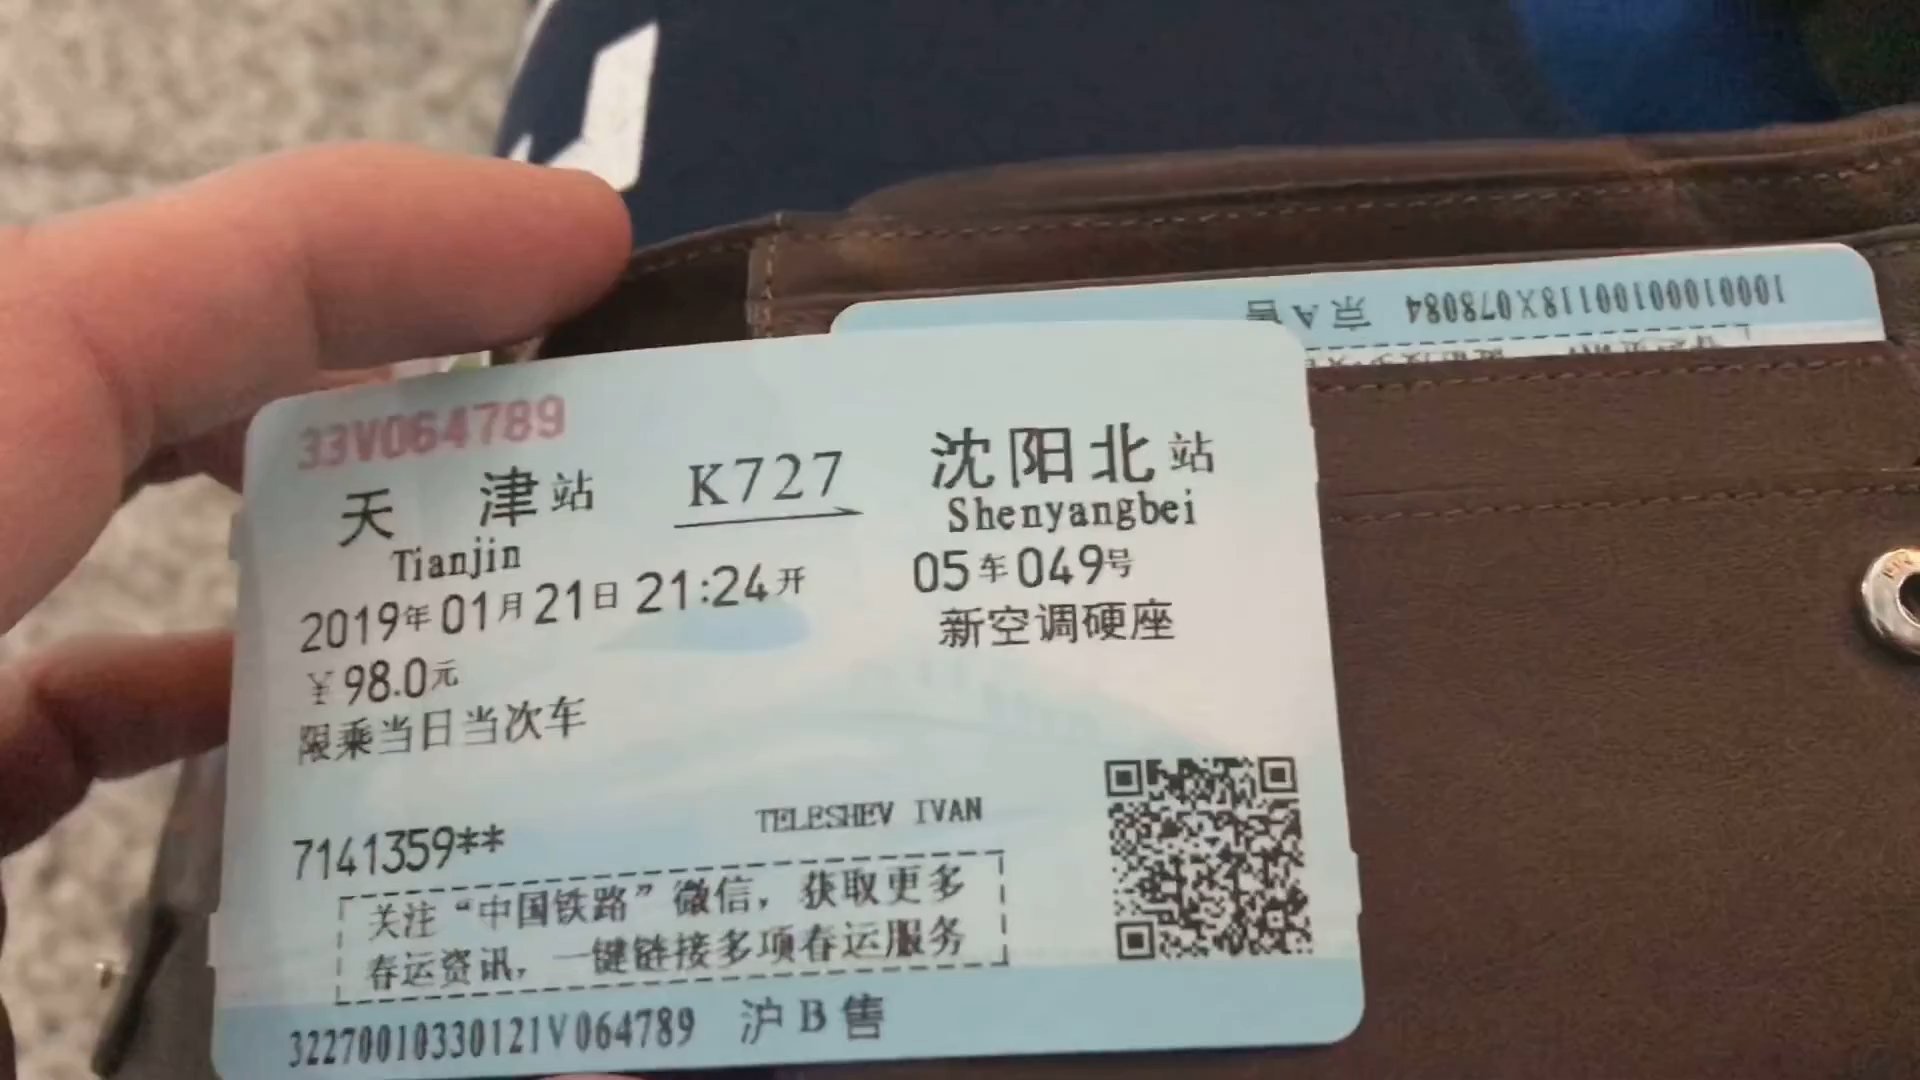 33V064789
天 津站 K727 沈阳北站
Tianjin Shenyangbei
2019年01月21日21:24开 05车049号
¥98.0元 新空调硬座
限乘当日当次车
7141359** TELESHEV IVAN
关注“中国铁路”微信，获取更多
春运资讯，一键链接多项春运服务
32270010330121V064789 沪B售
10001001000100118X078084 京A售